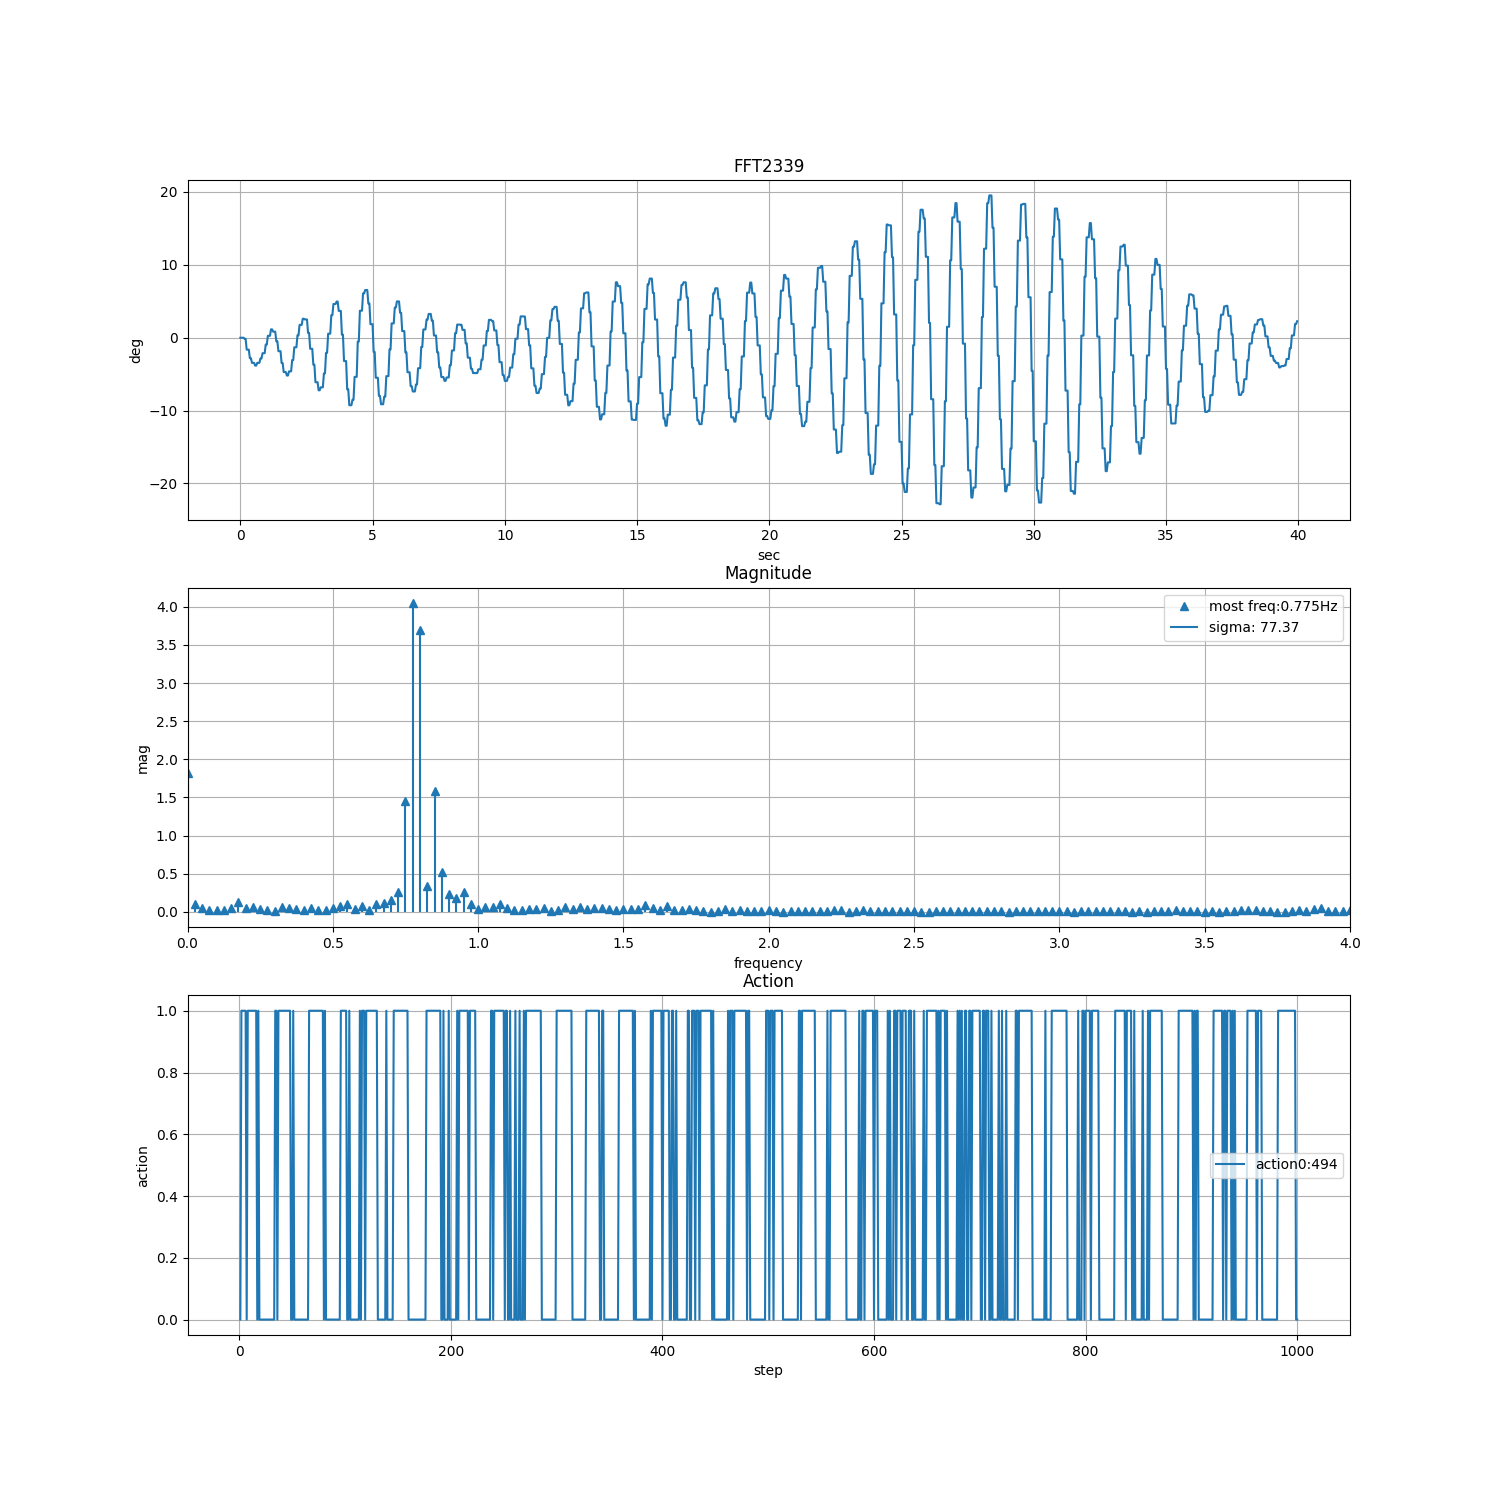 FFT2339
20
10
0
−10
−20
deg
0 5 10 15 20 25 30 35 40
sec
Magnitude
4.0
3.5
3.0
2.5
2.0
1.5
1.0
0.5
0.0
mag
most freq:0.775Hz
sigma: 77.37
0.0 0.5 1.0 1.5 2.0 2.5 3.0 3.5 4.0
frequency
Action
1.0
0.8
0.6
0.4
0.2
0.0
action
action0:494
0 200 400 600 800 1000
step